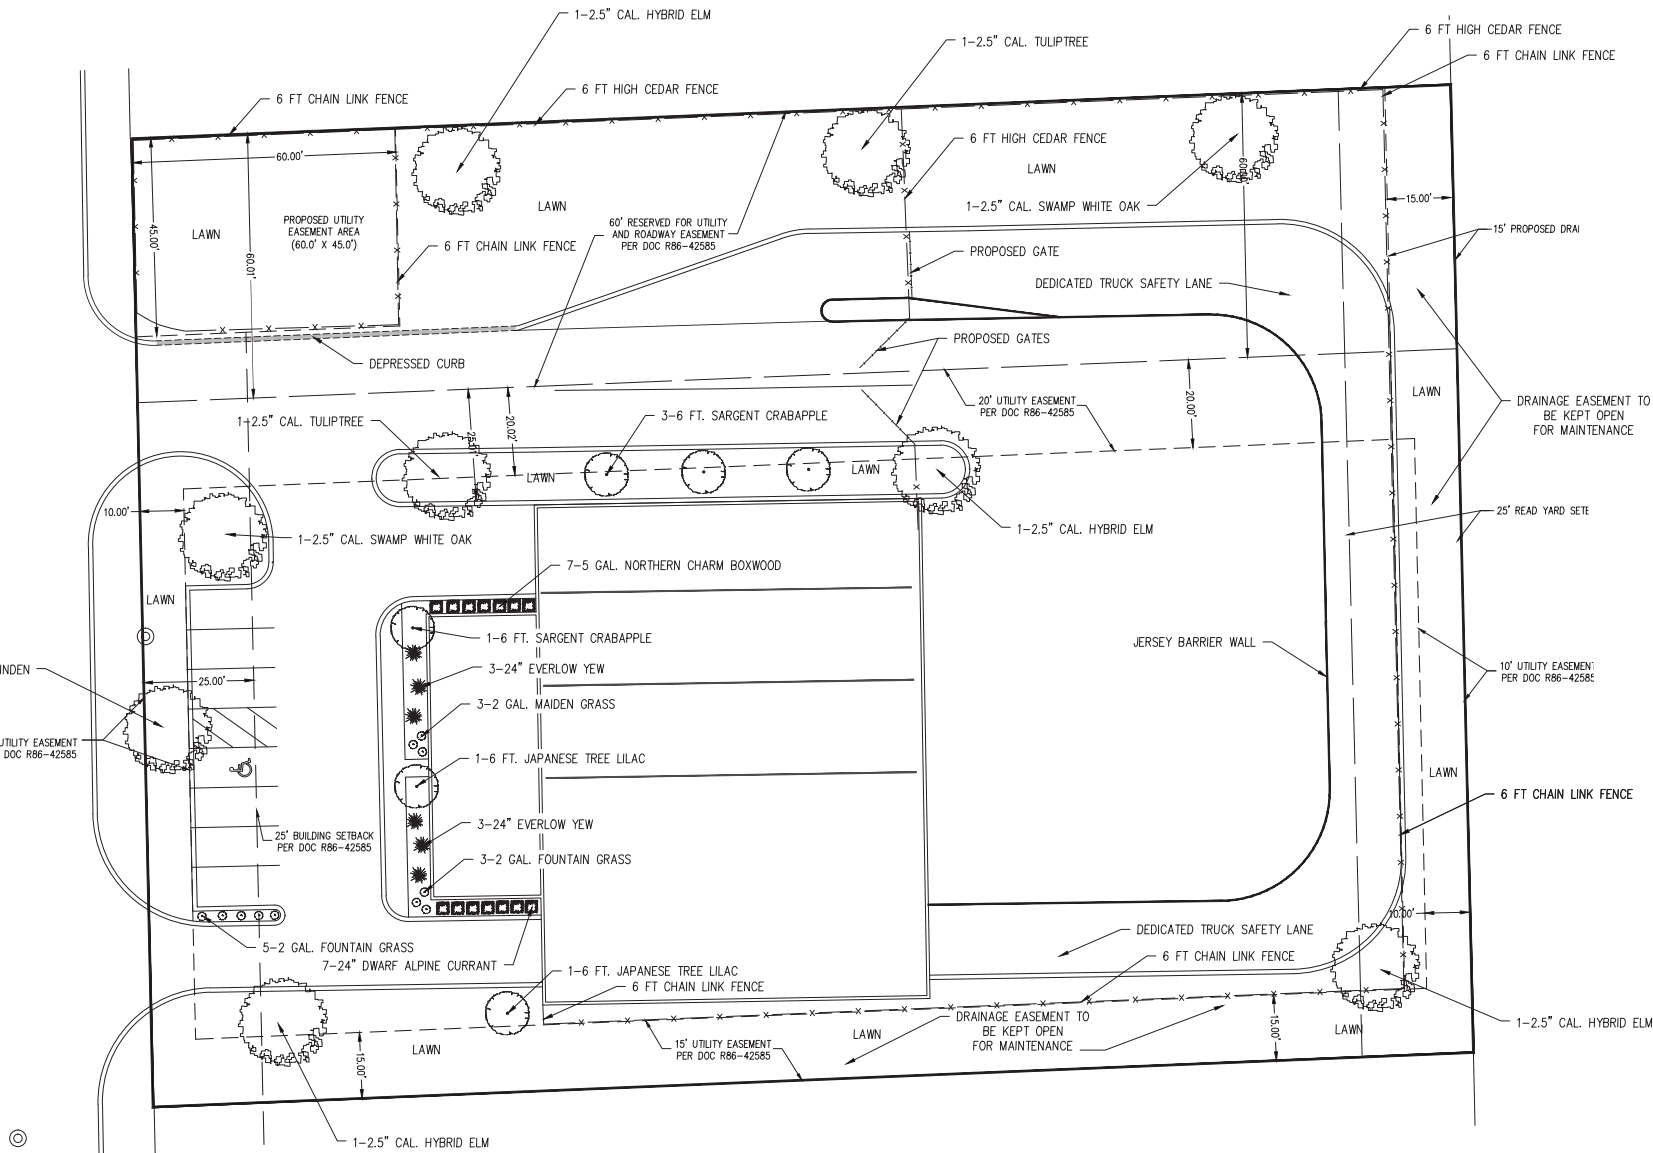 1-2.5" CAL. HYBRID ELM
1-2.5" CAL. TULIPTREE
6 FT HIGH CEDAR FENCE
6 FT CHAIN LINK FENCE
6 FT CHAIN LINK FENCE
6 FT HIGH CEDAR FENCE
6 FT HIGH CEDAR FENCE
60.00'
LAWN
60.00'
15.00'
1-2.5" CAL. SWAMP WHITE OAK
LAWN
PROPOSED UTILITY
EASEMENT AREA
(60.0' X 45.0')
LAWN
45.00'
60.01'
6 FT CHAIN LINK FENCE
60' RESERVED FOR UTILITY
AND ROADWAY EASEMENT
PER DOC R86-42585
15' PROPOSED DRAI
PROPOSED GATE
DEDICATED TRUCK SAFETY LANE
DEPRESSED CURB
PROPOSED GATES
LAWN
DRAINAGE EASEMENT TO
BE KEPT OPEN
FOR MAINTENANCE
20.00'
20' UTILITY EASEMENT
PER DOC R86-42585
1-2.5" CAL. TULIPTREE
20.02'
3-6 FT. SARGENT CRABAPPLE
LAWN
LAWN
10.00'
1-2.5" CAL. SWAMP WHITE OAK
1-2.5" CAL. HYBRID ELM
25' READ YARD SETB
7-5 GAL. NORTHERN CHARM BOXWOOD
LAWN
1-6 FT. SARGENT CRABAPPLE
JERSEY BARRIER WALL
INDEN
3-24" EVERLOW YEW
10' UTILITY EASEMENT
PER DOC R86-42585
25.00'
3-2 GAL. MAIDEN GRASS
UTILITY EASEMENT
DOC R86-42585
1-6 FT. JAPANESE TREE LILAC
LAWN
6 FT CHAIN LINK FENCE
3-24" EVERLOW YEW
25' BUILDING SETBACK
PER DOC R86-42585
3-2 GAL. FOUNTAIN GRASS
10.00'
DEDICATED TRUCK SAFETY LANE
5-2 GAL. FOUNTAIN GRASS
7-24" DWARF ALPINE CURRANT
6 FT CHAIN LINK FENCE
1-6 FT. JAPANESE TREE LILAC
6 FT CHAIN LINK FENCE
DRAINAGE EASEMENT TO
BE KEPT OPEN
FOR MAINTENANCE
15.00'
LAWN
LAWN
1-2.5" CAL. HYBRID ELM
LAWN
15' UTILITY EASEMENT
PER DOC R86-42585
15.00'
1-2.5" CAL. HYBRID ELM